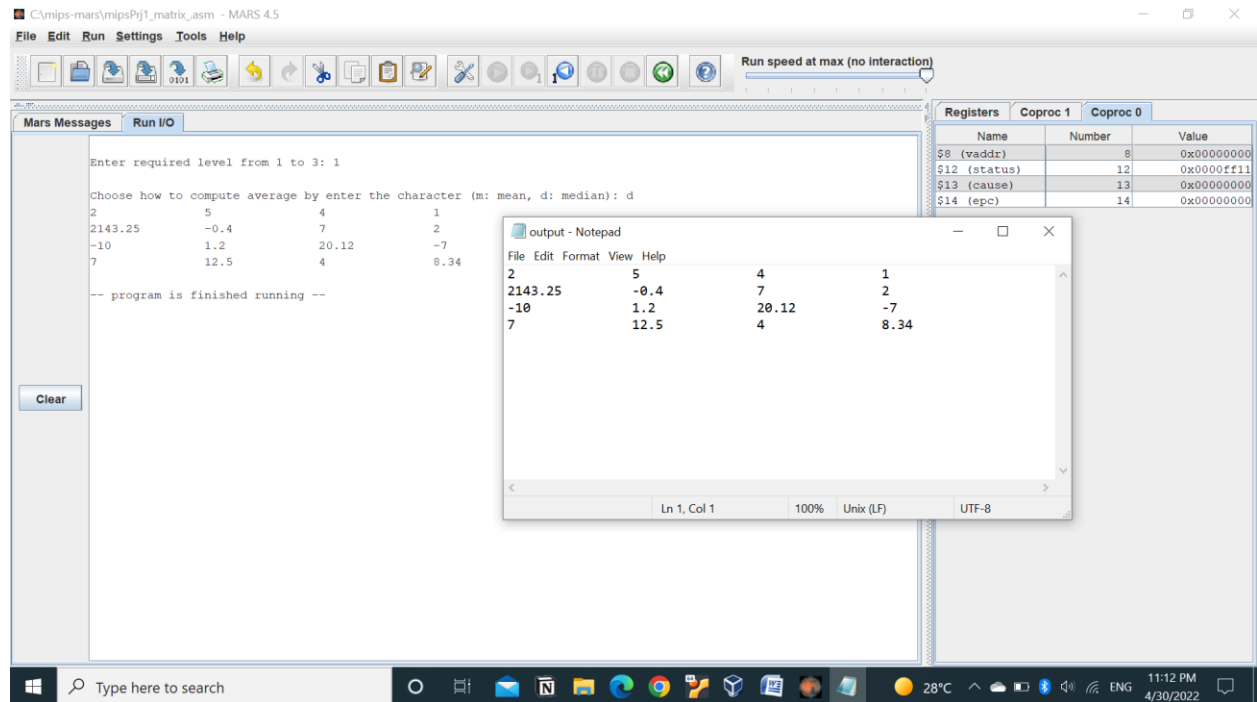 C:\mips-mars\mipsPrj1_matrix_.asm - MARS 4.5
File Edit Run Settings Tools Help
Run speed at max (no interaction)
Mars Messages Run I/O
Enter required level from 1 to 3: 1
Choose how to compute average by enter the character (m: mean, d: median): d
2 5 4 1
2143.25 -0.4 7 2
-10 1.2 20.12 -7
7 12.5 4 8.34
-- program is finished running --
Clear
output - Notepad
File Edit Format View Help
2 5 4 1
2143.25 -0.4 7 2
-10 1.2 20.12 -7
7 12.5 4 8.34
Ln 1, Col 1 100% Unix (LF) UTF-8
Registers Coproc 1 Coproc 0
Name Number Value
$8 (vaddr) 8 0x00000000
$12 (status) 12 0x0000ff11
$13 (cause) 13 0x00000000
$14 (epc) 14 0x00000000
Type here to search
28°C ENG
11:12 PM
4/30/2022